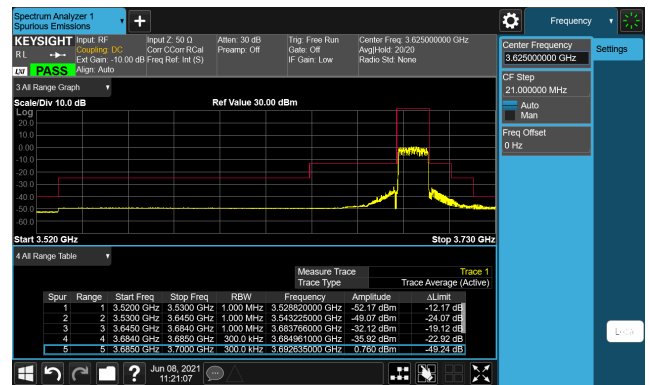 Spectrum Analyzer 1
Spurious Emissions
Frequency
KEYSIGHT
RL
LXI
PASS
Input: RF
Coupling: DC
Ext Gain: -10.00 dB
Align: Auto
Input Z: 50 Ω
Corr CCorr RCal
Freq Ref: Int (S)
Atten: 30 dB
Preamp: Off
Trig: Free Run
Gate: Off
IF Gain: Low
Center Freq: 3.625000000 GHz
Avg|Hold: 20/20
Radio Std: None
Center Frequency
3.625000000 GHz
Settings
CF Step
21.000000 MHz
Auto
Man
Freq Offset
0 Hz
3 All Range Graph
Scale/Div 10.0 dB
Ref Value 30.00 dBm
Log
20.0
10.0
0.00
-10.0
-20.0
-30.0
-40.0
-50.0
-60.0
Start 3.520 GHz
Stop 3.730 GHz
4 All Range Table
Measure Trace Trace 1
Trace Type Trace Average (Active)
Spur Range Start Freq Stop Freq RBW Frequency Amplitude ΔLimit
1 1 3.5200 GHz 3.5300 GHz 1.000 MHz 3.528820000 GHz -52.17 dBm -12.17 dB
2 2 3.5300 GHz 3.6450 GHz 1.000 MHz 3.543225000 GHz -49.07 dBm -24.07 dB
3 3 3.6450 GHz 3.6840 GHz 1.000 MHz 3.683766000 GHz -32.12 dBm -19.12 dB
4 4 3.6840 GHz 3.6850 GHz 300.0 kHz 3.684961000 GHz -35.92 dBm -22.92 dB
5 5 3.6850 GHz 3.7000 GHz 300.0 kHz 3.692635000 GHz 0.760 dBm -49.24 dB
Jun 08, 2021
11:21:07